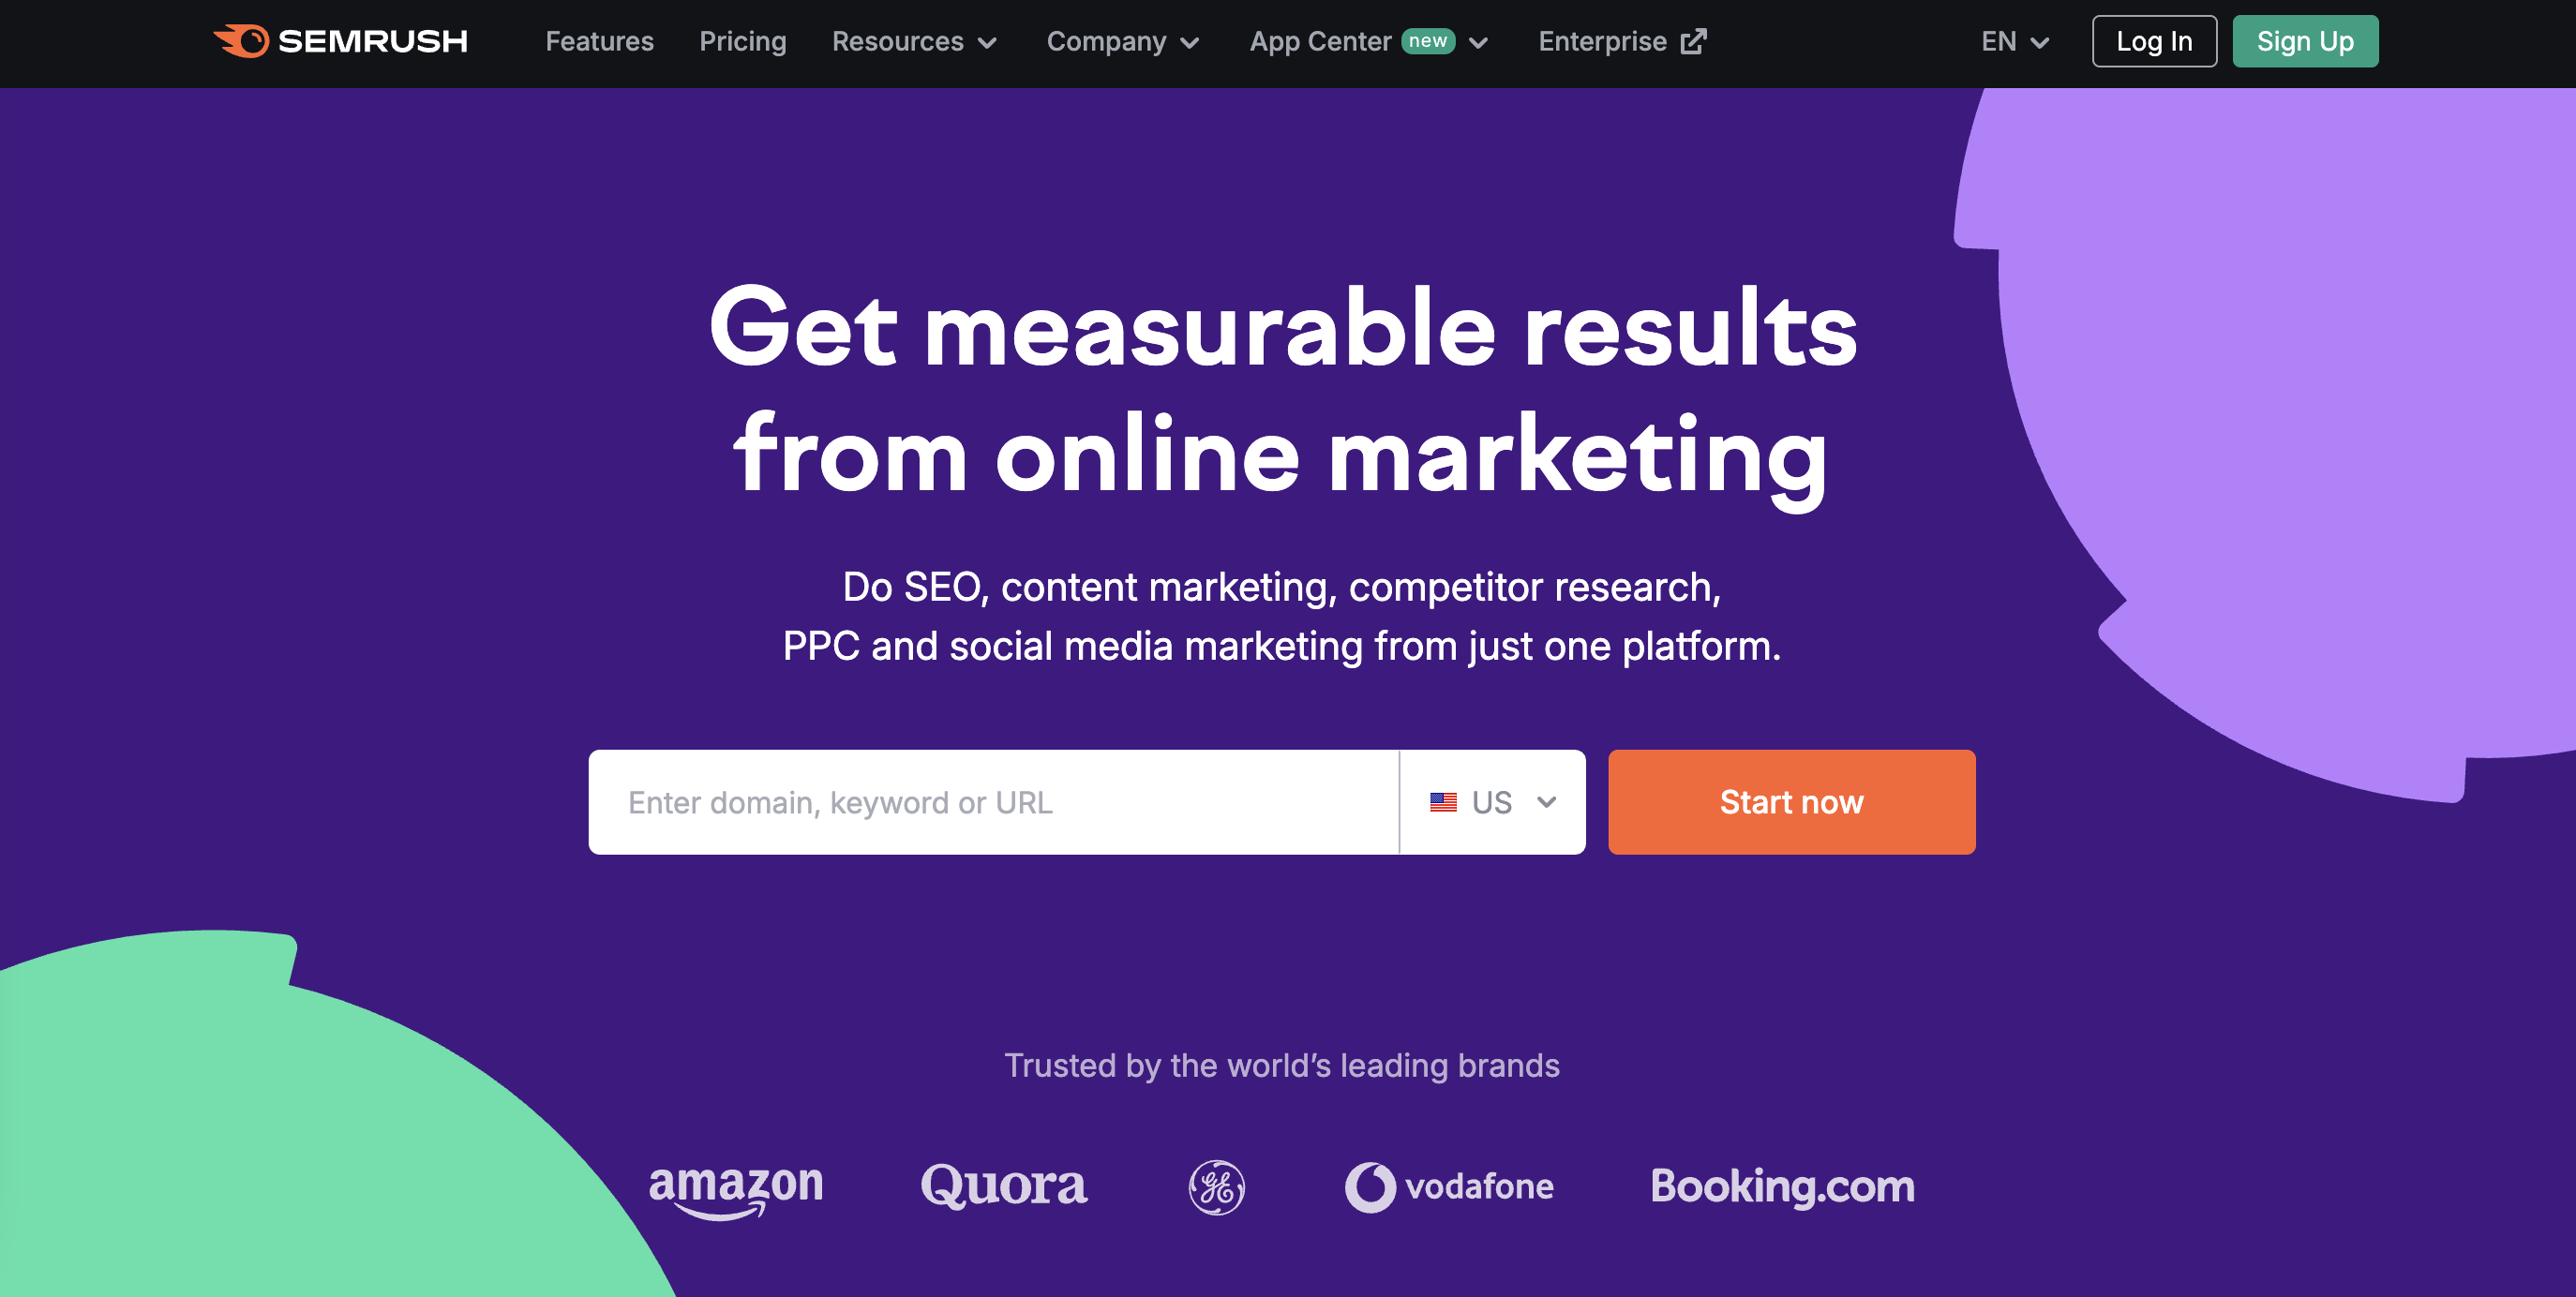 SEMRUSH Features Pricing Resources Company App Center new Enterprise EN Log In Sign Up
Get measurable results
from online marketing
Do SEO, content marketing, competitor research,
PPC and social media marketing from just one platform.
Enter domain, keyword or URL US Start now
Trusted by the world’s leading brands
amazon Quora GE vodafone Booking.com